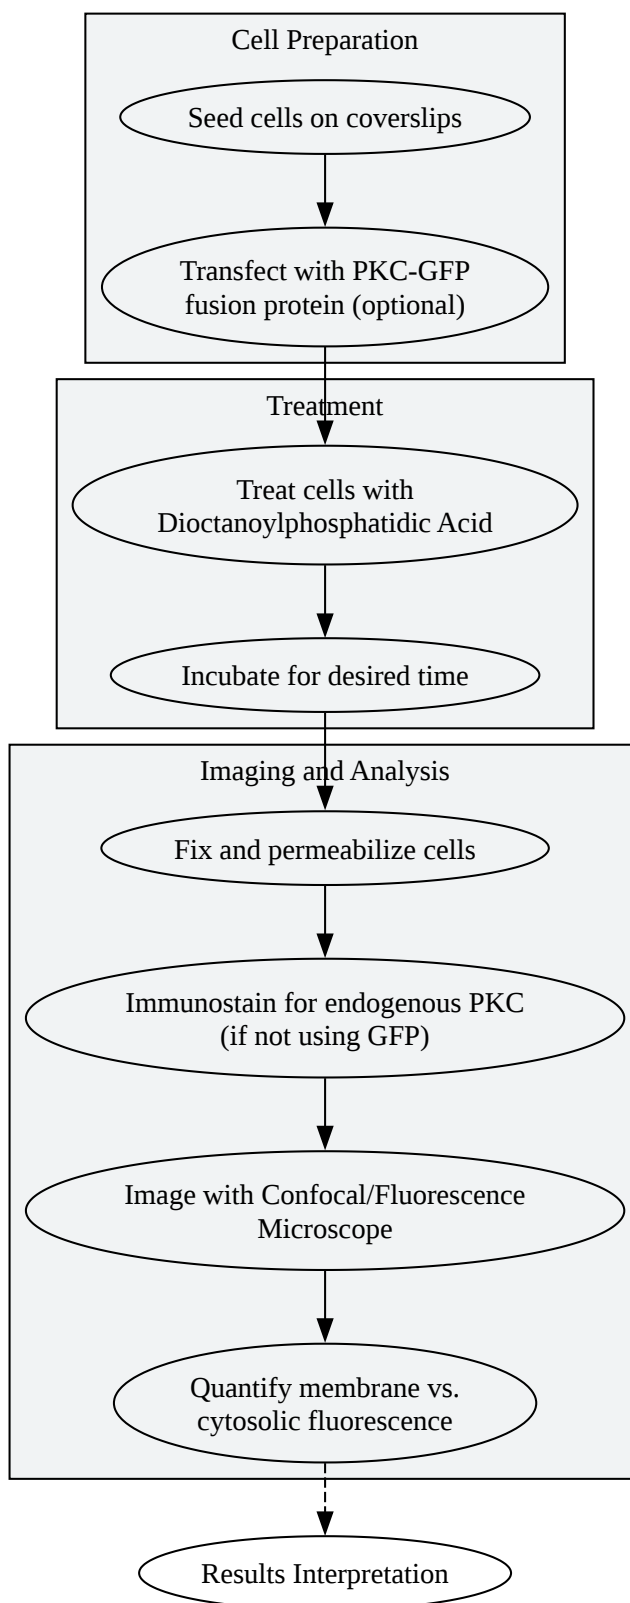 Cell Preparation
Seed cells on coverslips
Transfect with PKC-GFP
fusion protein (optional)
Treatment
Treat cells with
Dioctanoylphosphatidic Acid
Incubate for desired time
Imaging and Analysis
Fix and permeabilize cells
Immunostain for endogenous PKC
(if not using GFP)
Image with Confocal/Fluorescence
Microscope
Quantify membrane vs.
cytosolic fluorescence
Results Interpretation